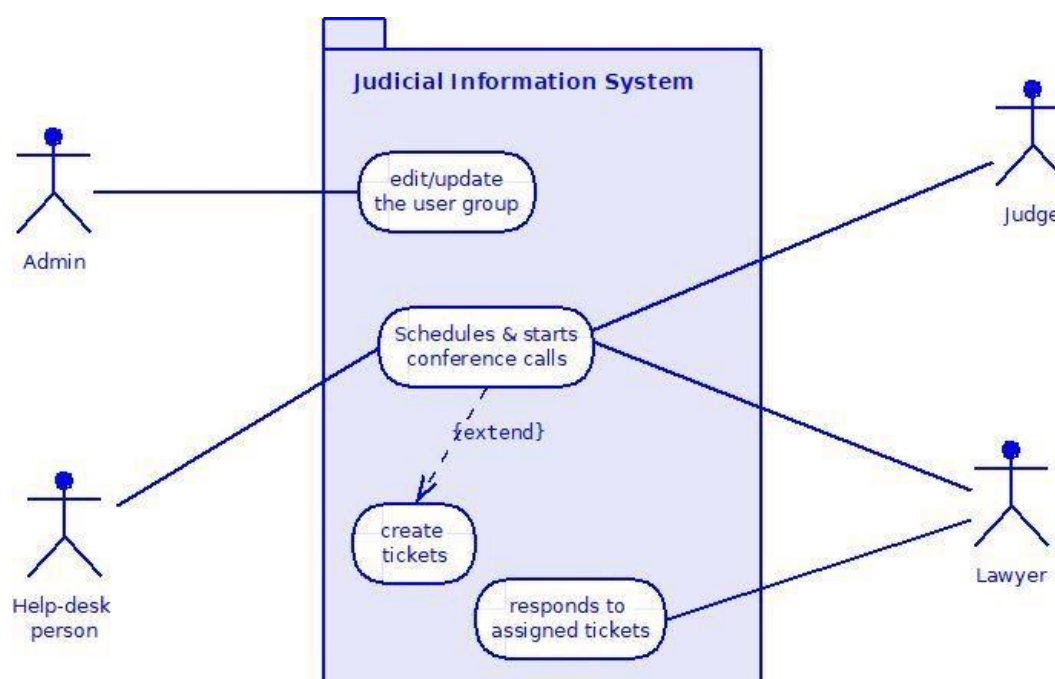 Judicial Information System
edit/update
the user group
Admin
Judge
Schedules & starts
conference calls
{extend}
create
tickets
Help-desk
person
responds to
assigned tickets
Lawyer